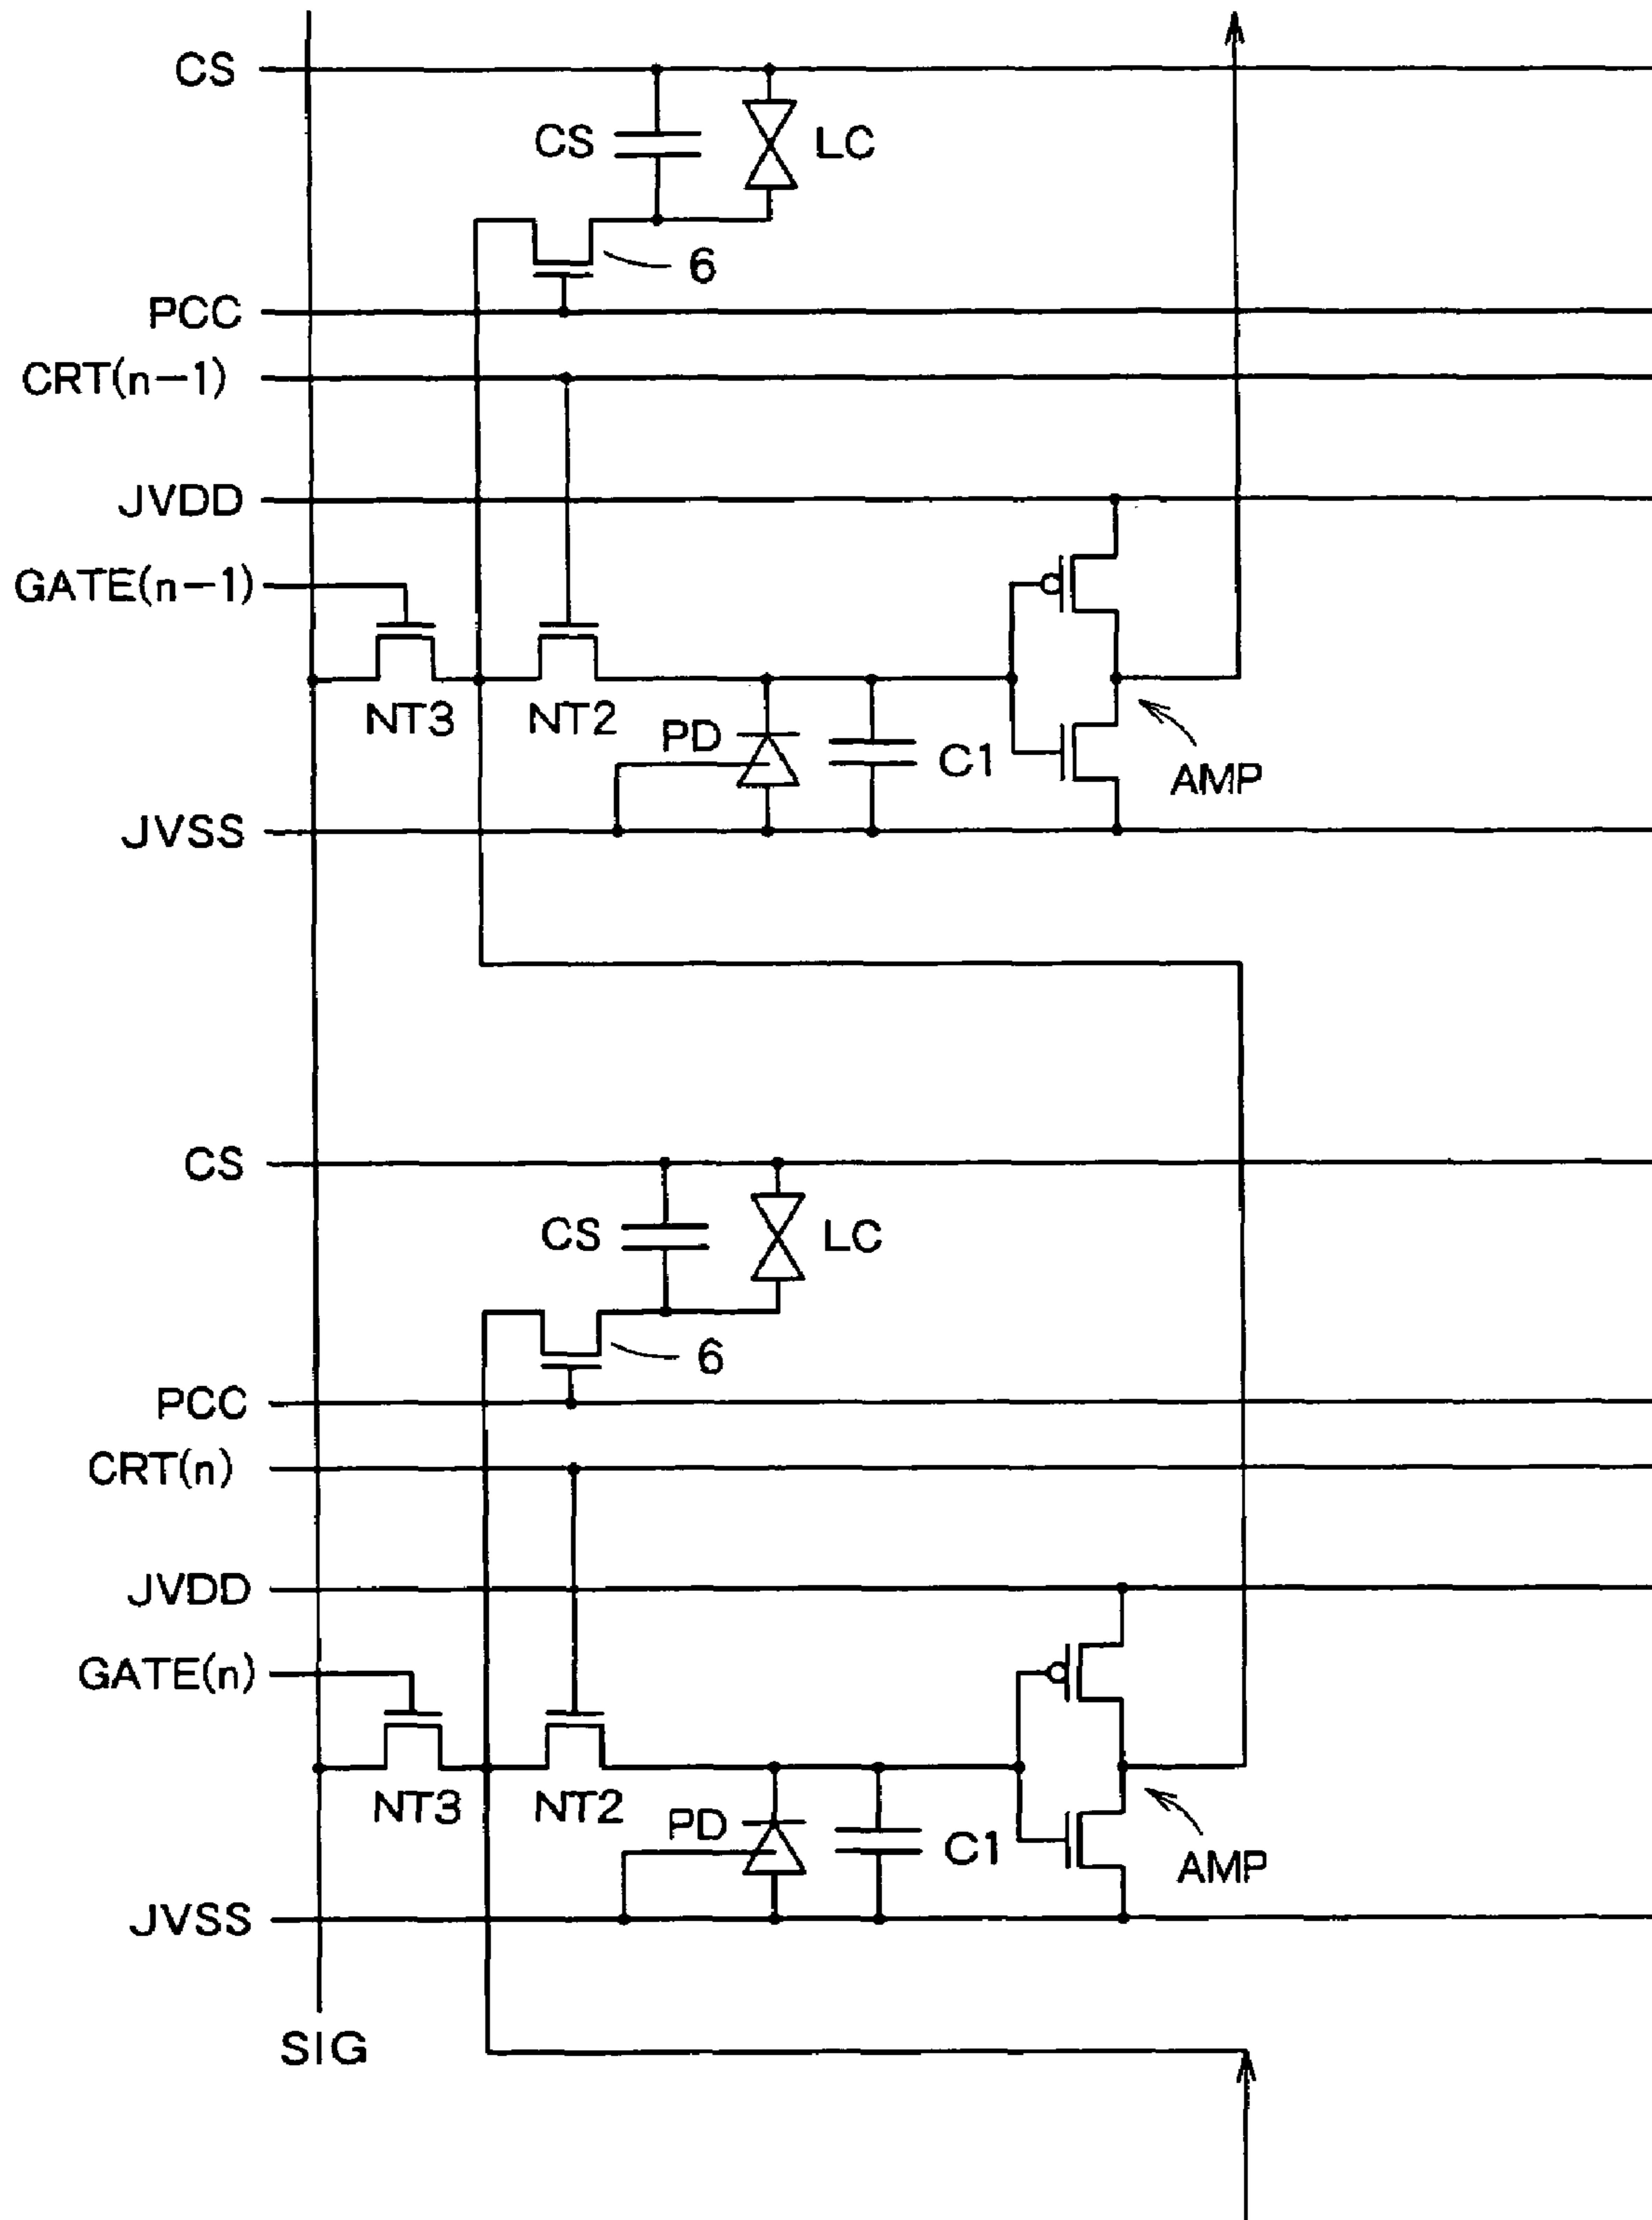 CS
CS
LC
6
PCC
CRT(n-1)
JVDD
GATE(n-1)
NT3
NT2
PD
C1
AMP
JVSS
CS
CS
LC
6
PCC
CRT(n)
JVDD
GATE(n)
NT3
NT2
PD
C1
AMP
JVSS
SIG